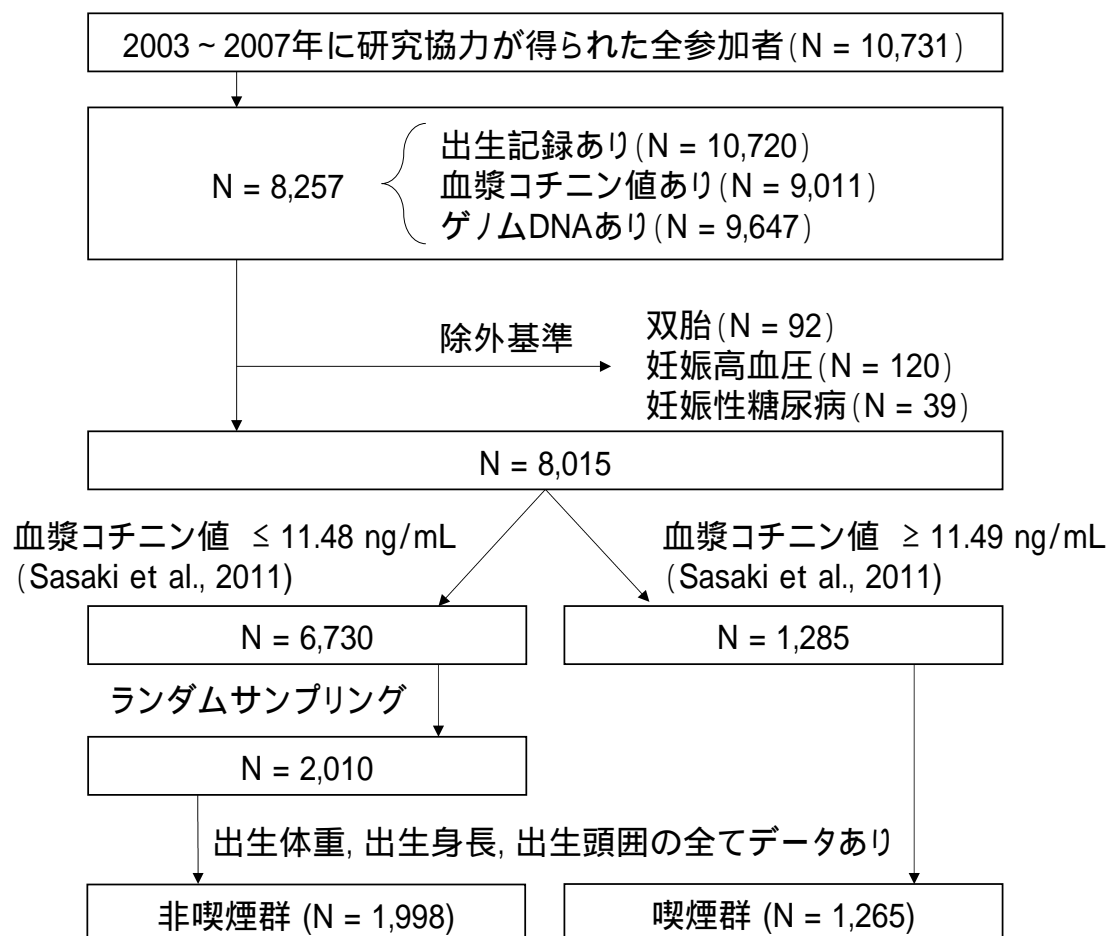 2003 ~ 2007年に研究協力が得られた全参加者(N = 10,731)
N = 8,257
出生記録あり(N = 10,720)
血漿コチニン値あり(N = 9,011)
ゲノムDNAあり(N = 9,647)
除外基準
双胎(N = 92)
妊娠高血圧(N = 120)
妊娠性糖尿病(N = 39)
N = 8,015
血漿コチニン値 ≤ 11.48 ng/mL
(Sasaki et al., 2011)
血漿コチニン値 ≥ 11.49 ng/mL
(Sasaki et al., 2011)
N = 6,730
N = 1,285
ランダムサンプリング
N = 2,010
出生体重, 出生身長, 出生頭囲の全てデータあり
非喫煙群 (N = 1,998)
喫煙群 (N = 1,265)